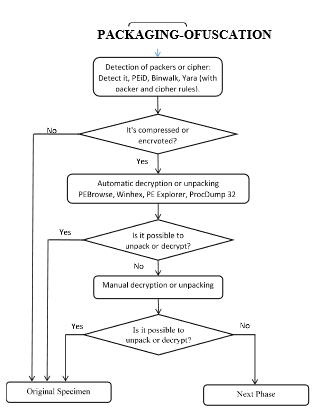 PACKAGING-OFUSCATION
Detection of packers or cipher:
Detect it, PEiD, Binwalk, Yara (with
packer and cipher rules).
No
It's compressed or
encrypted?
Yes
Automatic decryption or unpacking
PEBrowse, Winhex, PE Explorer, ProcDump 32
Yes
Is it possible to
unpack or decrypt?
No
Manual decryption or unpacking
Yes
Is it possible to
unpack or decrypt?
No
Original Specimen
Next Phase